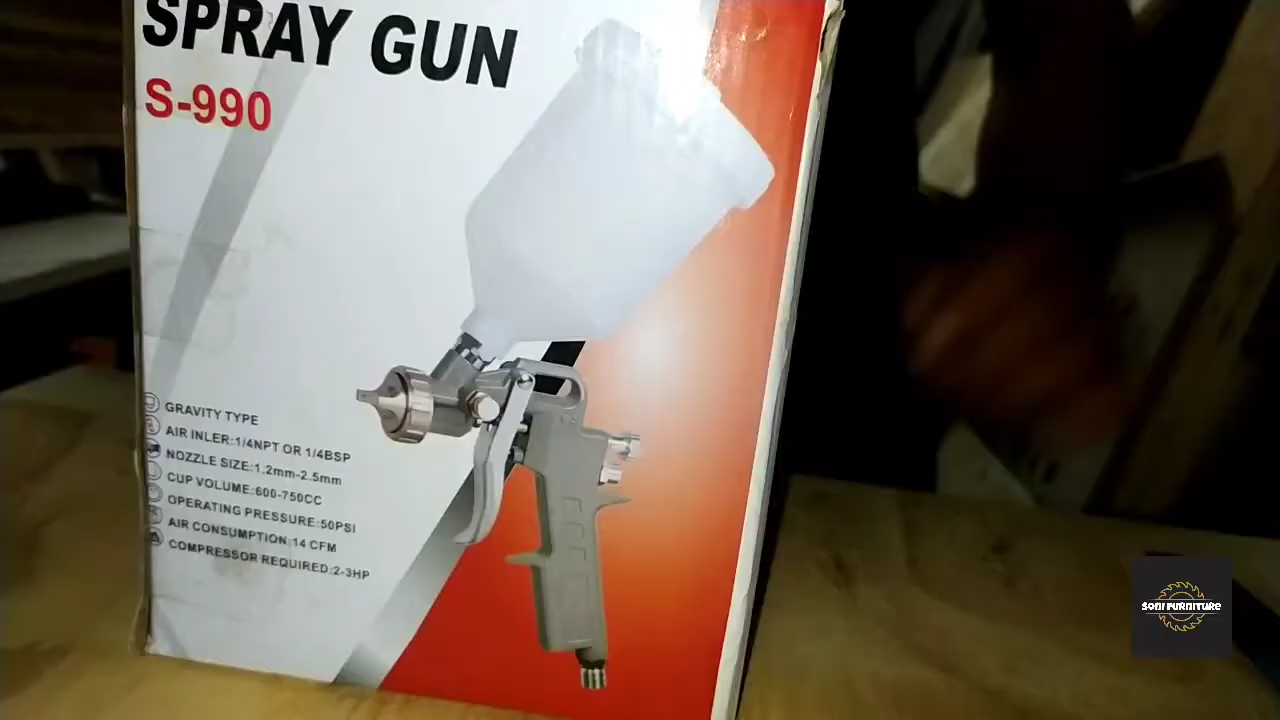 SPRAY GUN
S-990
GRAVITY TYPE
AIR INLER:1/4NPT OR 1/4BSP
NOZZLE SIZE:1.2mm-2.5mm
CUP VOLUME:600-750CC
OPERATING PRESSURE:50PSI
AIR CONSUMPTION:14 CFM
COMPRESSOR REQUIRED:2-3HP
SONI FURNITURE